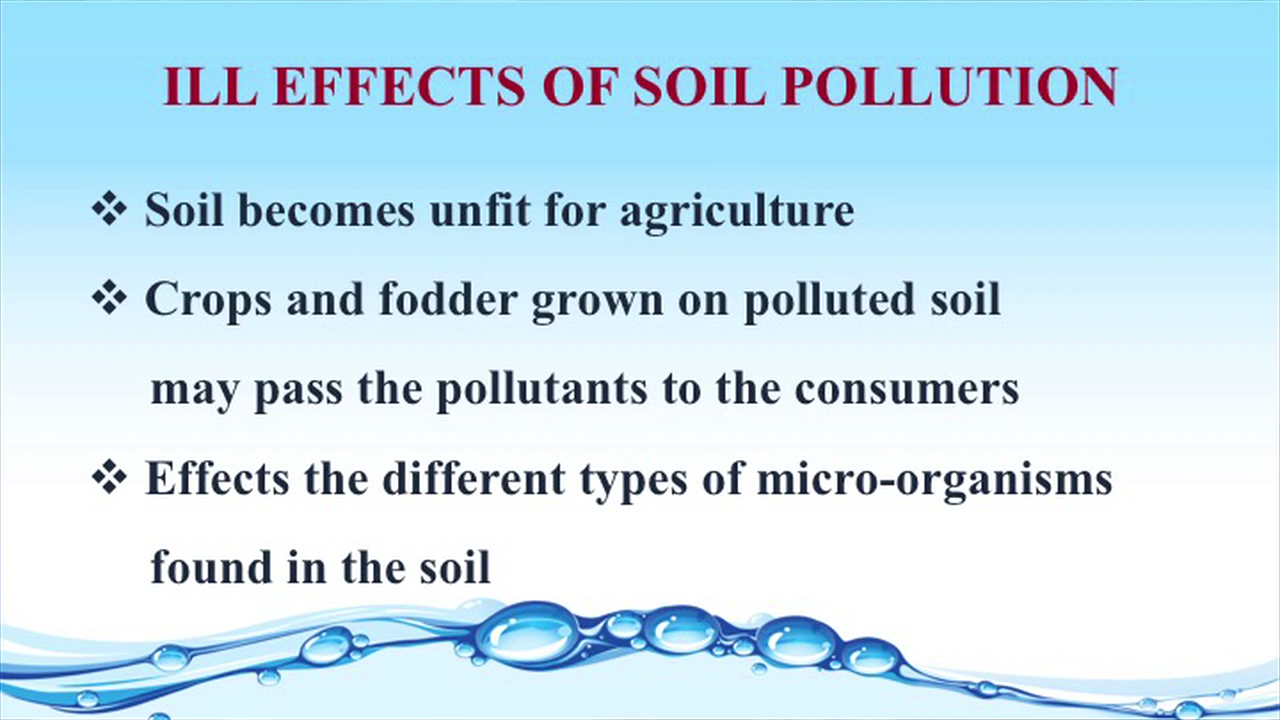 ILL EFFECTS OF SOIL POLLUTION
❖ Soil becomes unfit for agriculture
❖ Crops and fodder grown on polluted soil
may pass the pollutants to the consumers
❖ Effects the different types of micro-organisms
found in the soil